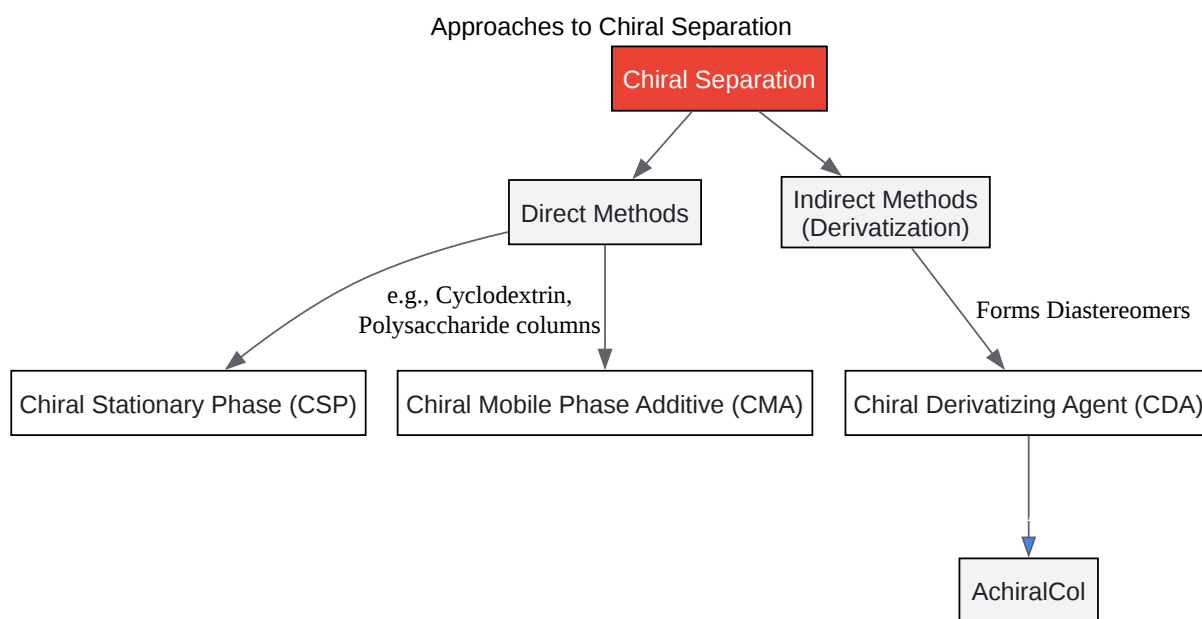 Approaches to Chiral Separation
Chiral Separation
Direct Methods
Indirect Methods
(Derivatization)
e.g., Cyclodextrin,
Polysaccharide columns
Forms Diastereomers
Chiral Stationary Phase (CSP)
Chiral Mobile Phase Additive (CMA)
Chiral Derivatizing Agent (CDA)
AchiralCol